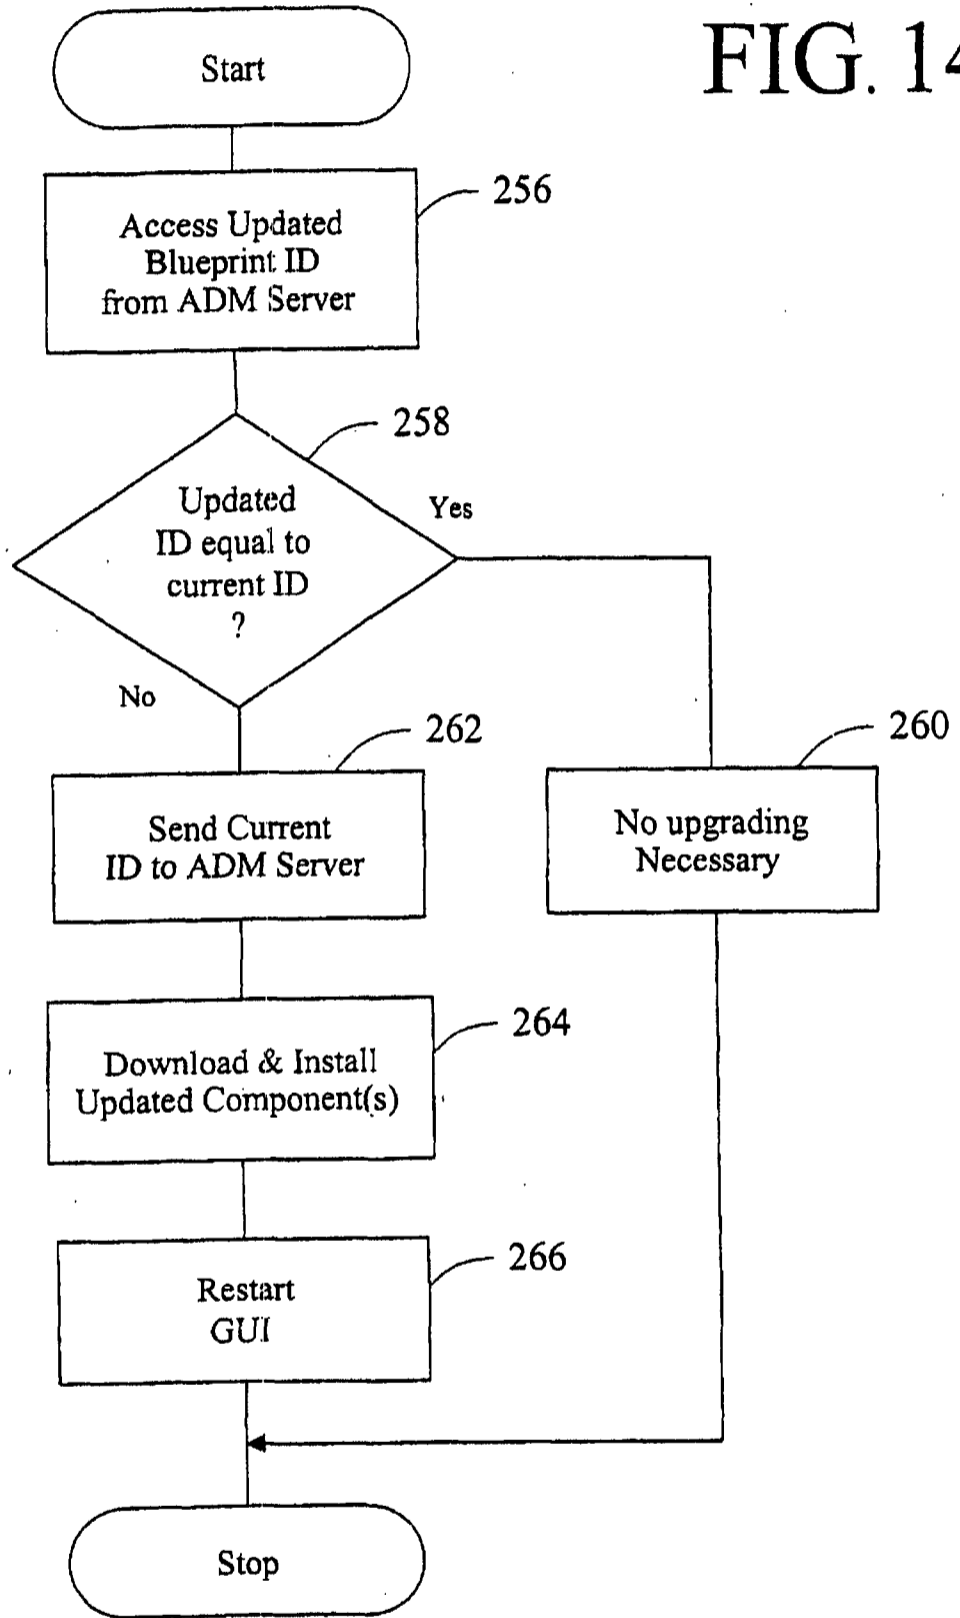 FIG. 14
Start
256
Access Updated
Blueprint ID
from ADM Server
258
Updated
ID equal to
current ID
?
Yes
No
262
Send Current
ID to ADM Server
260
No upgrading
Necessary
264
Download & Install
Updated Component(s)
266
Restart
GUI
Stop